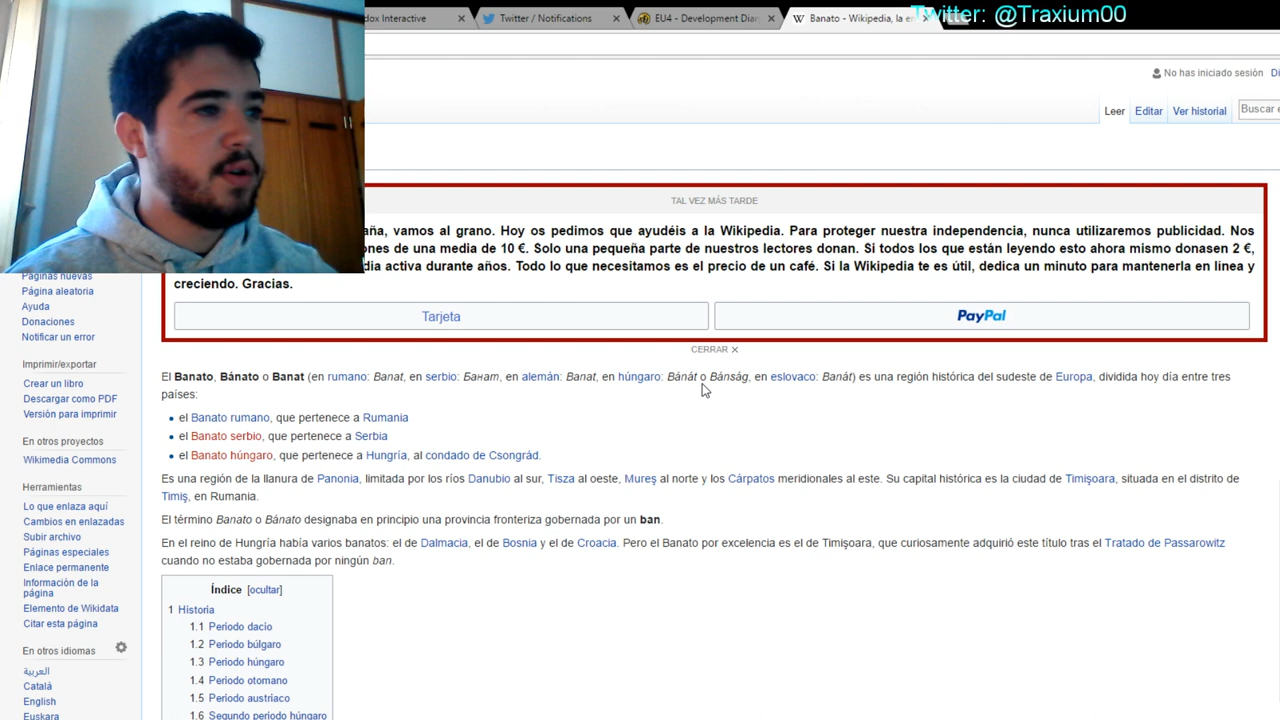 dox Interactive
Twitter / Notifications
EU4 - Development Dia
Banato - Wikipedia, la en
Twitter: @Traxium00
No has iniciado sesión Di
Leer Editar Ver historial Buscar e
TAL VEZ MÁS TARDE
aña, vamos al grano. Hoy os pedimos que ayudéis a la Wikipedia. Para proteger nuestra independencia, nunca utilizaremos publicidad. Nos
ones de una media de 10 €. Solo una pequeña parte de nuestros lectores donan. Si todos los que están leyendo esto ahora mismo donasen 2 €,
dia activa durante años. Todo lo que necesitamos es el precio de un café. Si la Wikipedia te es útil, dedica un minuto para mantenerla en línea y
creciendo. Gracias.
Tarjeta
PayPal
CERRAR ×
Páginas nuevas
Página aleatoria
Ayuda
Donaciones
Notificar un error
Imprimir/exportar
Crear un libro
Descargar como PDF
Versión para imprimir
En otros proyectos
Wikimedia Commons
Herramientas
Lo que enlaza aquí
Cambios en enlazadas
Subir archivo
Páginas especiales
Enlace permanente
Información de la
página
Elemento de Wikidata
Citar esta página
En otros idiomas
العربية
Català
English
Euskara
El Banato, Bánato o Banat (en rumano: Banat, en serbio: Банат, en alemán: Banat, en húngaro: Bánát o Bánság, en eslovaco: Banát) es una región histórica del sudeste de Europa, dividida hoy día entre tres
países:
• el Banato rumano, que pertenece a Rumania
• el Banato serbio, que pertenece a Serbia
• el Banato húngaro, que pertenece a Hungría, al condado de Csongrád.
Es una región de la llanura de Panonia, limitada por los ríos Danubio al sur, Tisza al oeste, Mureş al norte y los Cárpatos meridionales al este. Su capital histórica es la ciudad de Timişoara, situada en el distrito de
Timiş, en Rumania.
El término Banato o Bánato designaba en principio una provincia fronteriza gobernada por un ban.
En el reino de Hungría había varios banatos: el de Dalmacia, el de Bosnia y el de Croacia. Pero el Banato por excelencia es el de Timişoara, que curiosamente adquirió este título tras el Tratado de Passarowitz
cuando no estaba gobernada por ningún ban.
Índice [ocultar]
1 Historia
1.1 Periodo dacio
1.2 Periodo búlgaro
1.3 Periodo húngaro
1.4 Periodo otomano
1.5 Periodo austriaco
1.6 Segundo periodo húngaro